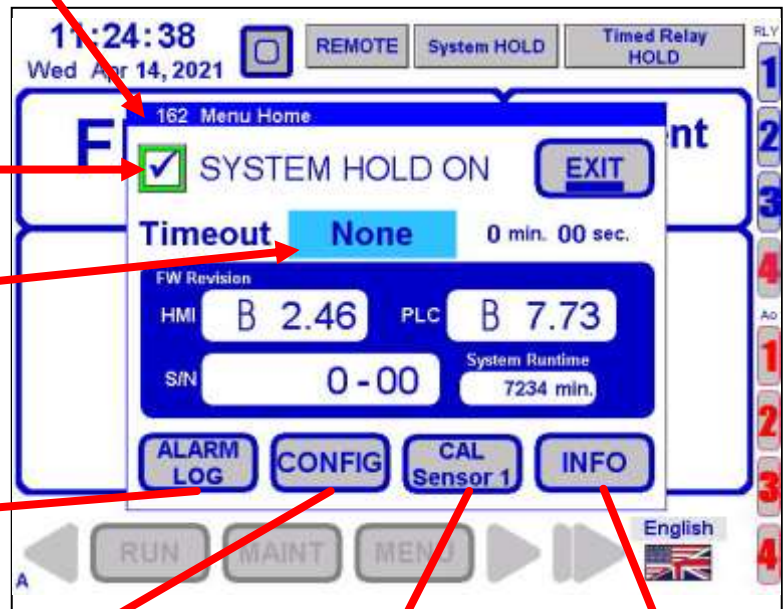 11:24:38
Wed Apr 14, 2021
REMOTE
System HOLD
Timed Relay
HOLD
RLY
1
2
3
4
Ao
1
2
3
4
F
nt
162 Menu Home
SYSTEM HOLD ON
EXIT
Timeout
None
0 min. 00 sec.
FW Revision
HMI
B 2.46
PLC
B 7.73
S/N
0-00
System Runtime
7234 min.
ALARM
LOG
CONFIG
CAL
Sensor 1
INFO
RUN
MAINT
MENU
English
A